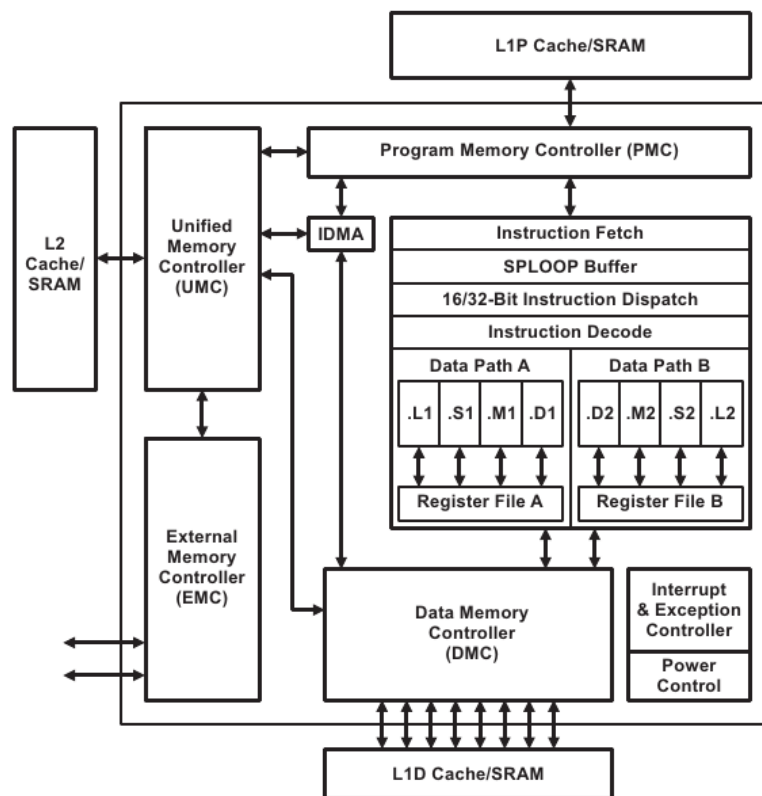 L1P Cache/SRAM
Program Memory Controller (PMC)
L2
Cache/
SRAM
Unified
Memory
Controller
(UMC)
IDMA
Instruction Fetch
SPLOOP Buffer
16/32-Bit Instruction Dispatch
Instruction Decode
Data Path A
Data Path B
.L1 .S1 .M1 .D1
.D2 .M2 .S2 .L2
Register File A
Register File B
External
Memory
Controller
(EMC)
Data Memory
Controller
(DMC)
Interrupt
& Exception
Controller
Power
Control
L1D Cache/SRAM